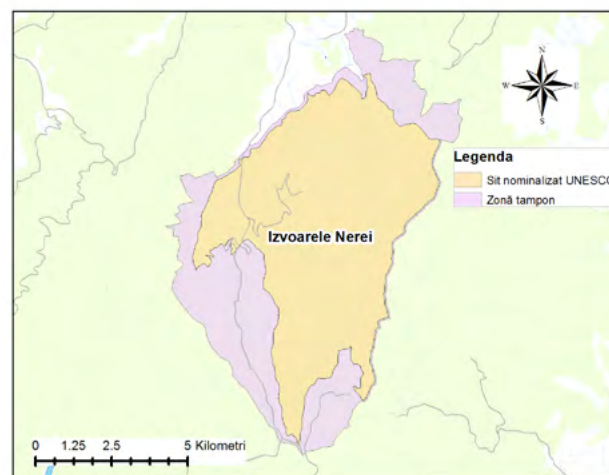 N
W E
S
Legenda
Sit nominalizat UNESCO
Zonă tampon
Izvoarele Nerei
0 1.25 2.5 5 Kilometri